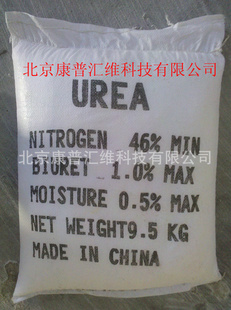 北京康普汇维科技有限公司
UREA
NITROGEN 46% MIN
BIURET 1.0% MAX
北京康普汇维科技有限公司
MOISTURE 0.5% MAX
NET WEIGHT9.5 KG
MADE IN CHINA